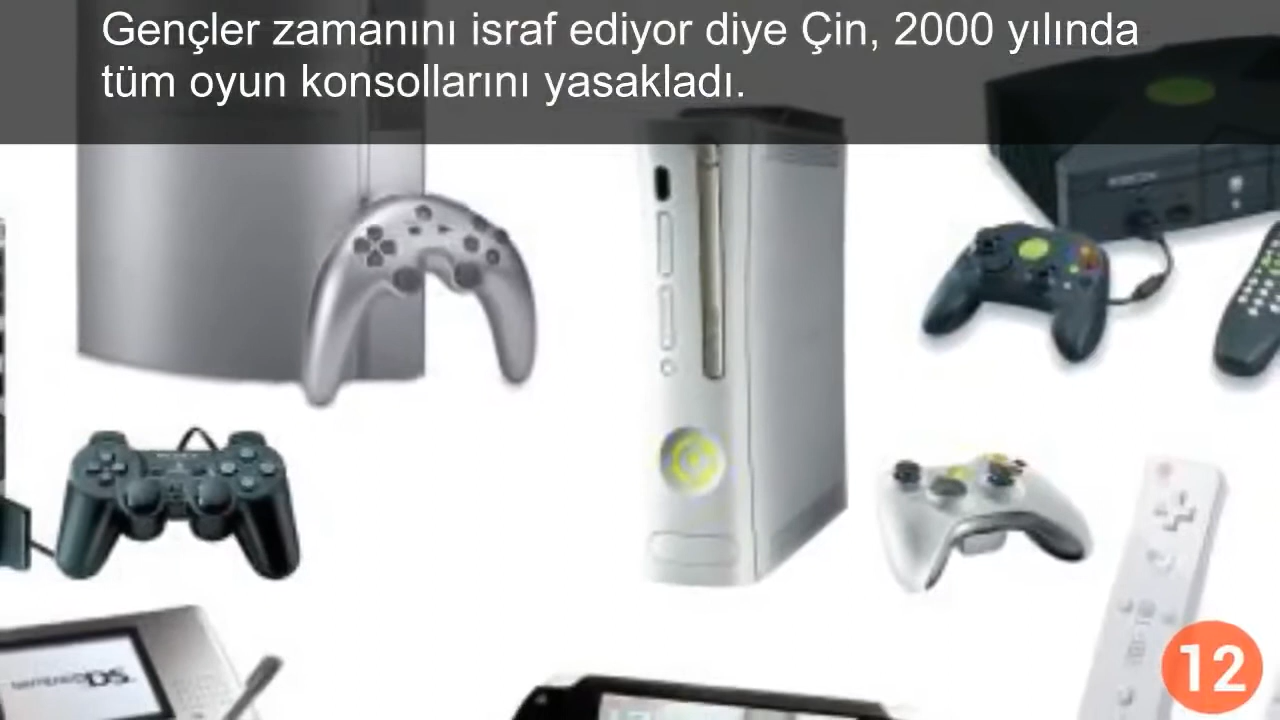 Gençler zamanını israf ediyor diye Çin, 2000 yılında
tüm oyun konsollarını yasakladı.
12